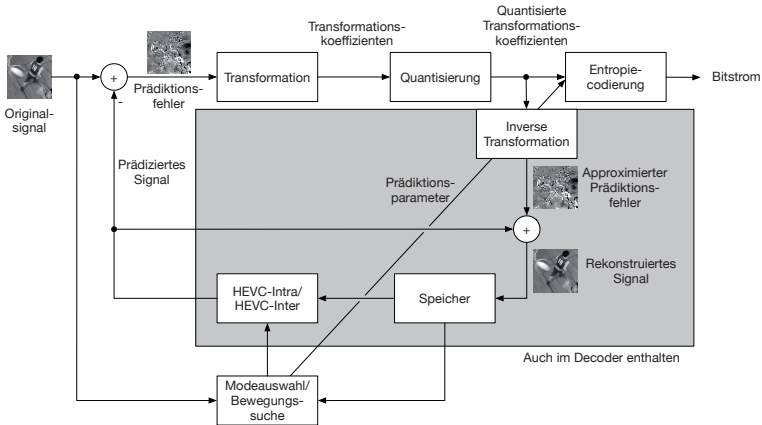 Original-
signal
+
-
Prädiktions-
fehler
Transformation
Transformations-
koeffizienten
Quantisierung
Quantisierte
Transformations-
koeffizienten
Entropie-
codierung
Bitstrom
Inverse
Transformation
Prädiziertes
Signal
Prädiktions-
parameter
Approximierter
Prädiktions-
fehler
+
Rekonstruiertes
Signal
HEVC-Intra/
HEVC-Inter
Speicher
Auch im Decoder enthalten
Modeauswahl/
Bewegungs-
suche